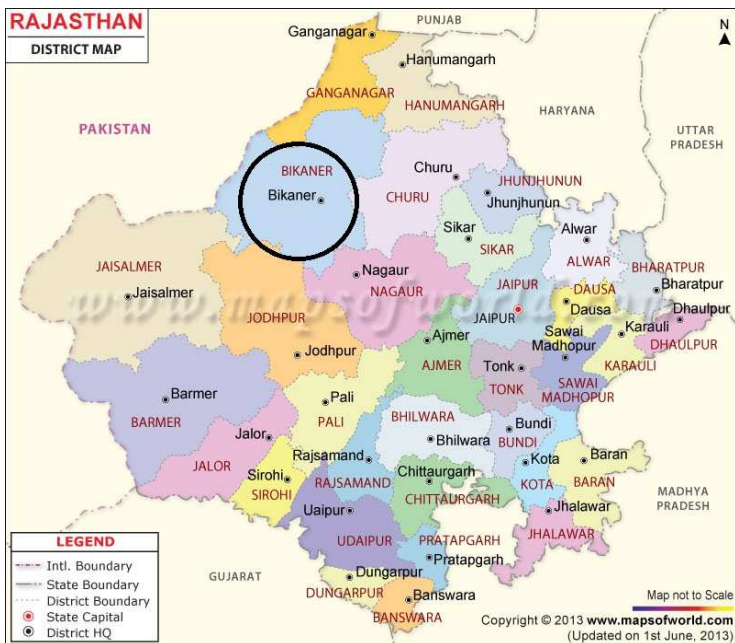 RAJASTHAN
DISTRICT MAP
PUNJAB
N
Ganganagar
Hanumangarh
GANGANAGAR
HANUMANGARH
HARYANA
PAKISTAN
UTTAR
PRADESH
BIKANER
Bikaner
Churu
CHURU
JHUNJHUNUN
Jhunjhunun
Sikar
SIKAR
Alwar
ALWAR
JAISALMER
Jaisalmer
Nagaur
NAGAUR
JAIPUR
JAIPUR
DAUSA
Dausa
BHARATPUR
Bharatpur
www.mapsofworld.com
JODHPUR
Jodhpur
Ajmer
AJMER
Sawai
Madhopur
SAWAI
MADHOPUR
Karauli
KARAULI
Dhaulpur
DHAULPUR
Tonk
TONK
Barmer
BARMER
Pali
PALI
BHILWARA
Bhilwara
Bundi
BUNDI
Jalor
JALOR
Rajsamand
RAJSAMAND
Sirohi
SIROHI
Chittaurgarh
CHITTAURGARH
Kota
KOTA
Baran
BARAN
Uaipur
UDAIPUR
Jhalawar
JHALAWAR
MADHYA
PRADESH
PRATAPGARH
Pratapgarh
GUJARAT
Dungarpur
DUNGARPUR
Banswara
BANSWARA
LEGEND
Intl. Boundary
State Boundary
District Boundary
State Capital
District HQ
Map not to Scale
Copyright © 2013 www.mapsofworld.com
(Updated on 1st June, 2013)